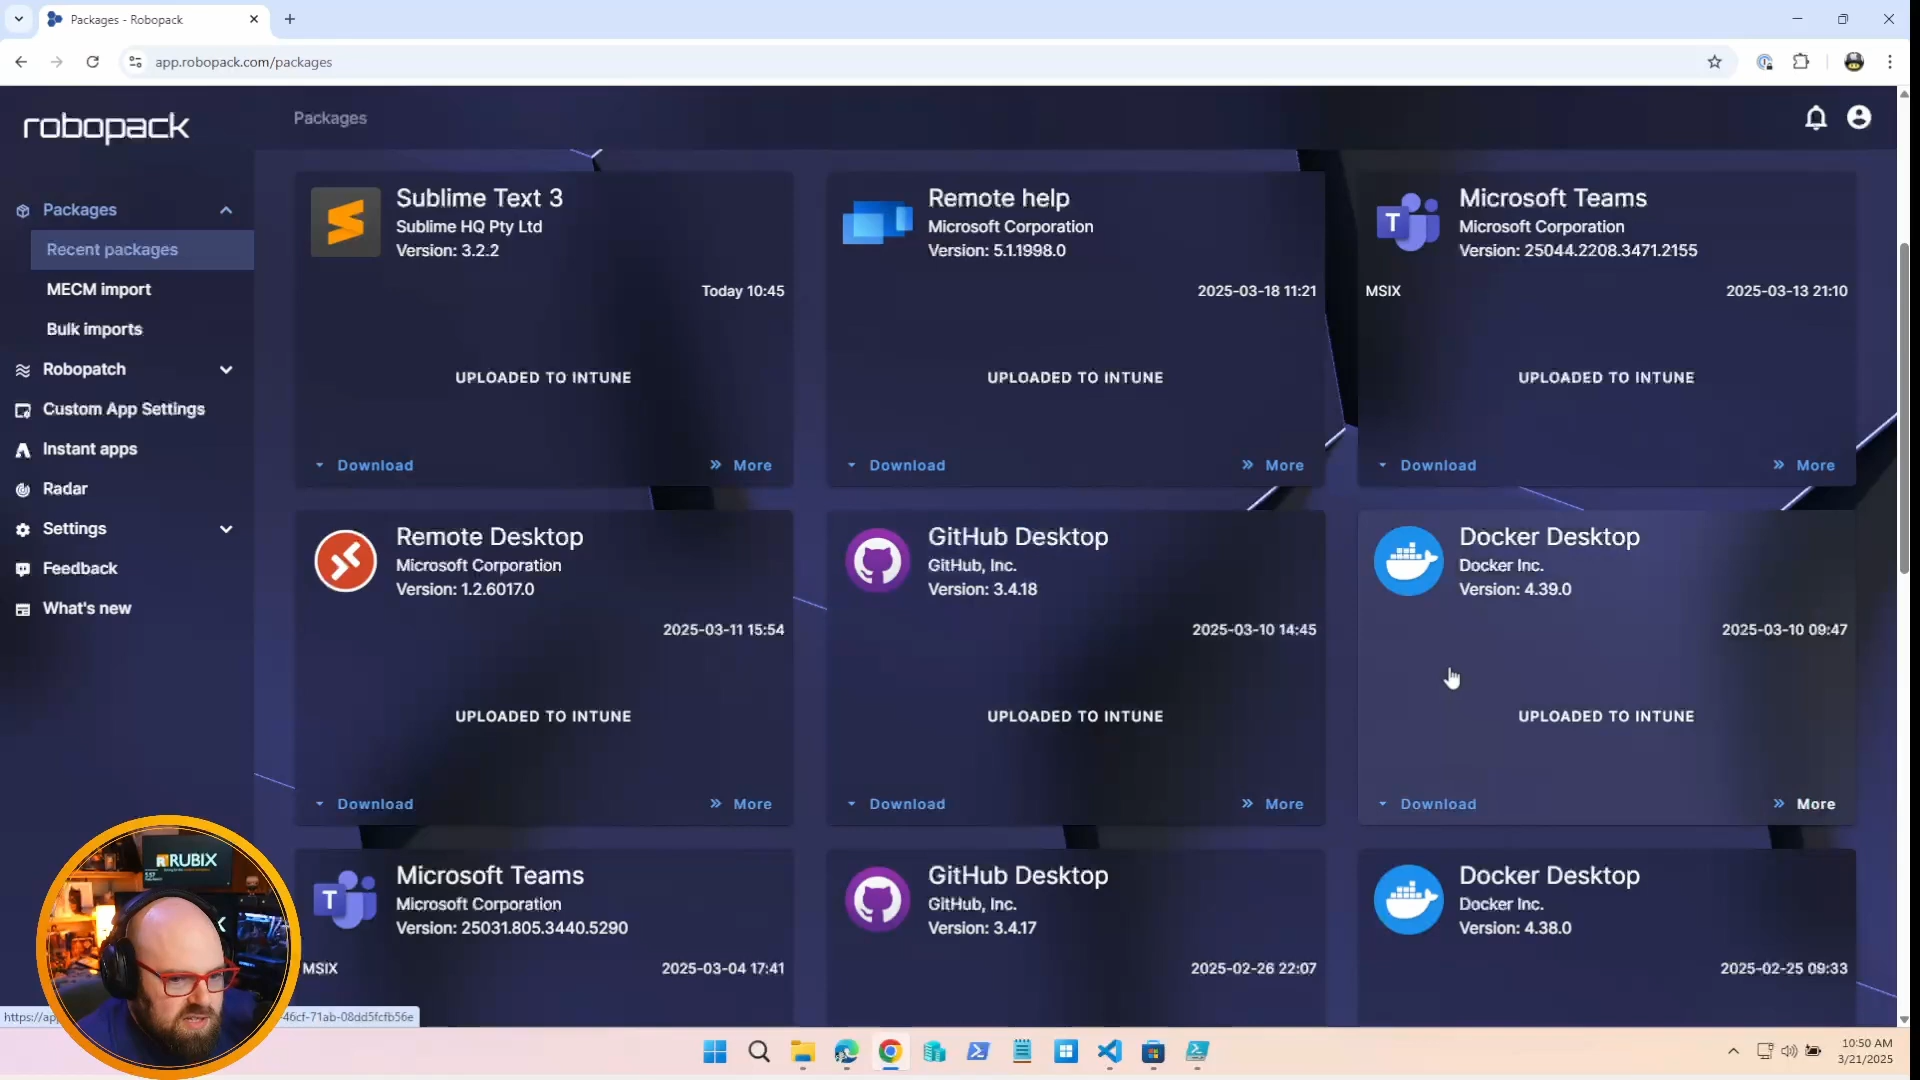 Packages - Robopack
app.robopack.com/packages
robopack
Packages
Packages
Recent packages
MECM import
Bulk imports
Robopatch
Custom App Settings
Instant apps
Radar
Settings
Feedback
What's new
Sublime Text 3
Sublime HQ Pty Ltd
Version: 3.2.2
Today 10:45
UPLOADED TO INTUNE
Download
More
Remote help
Microsoft Corporation
Version: 5.1.1998.0
2025-03-18 11:21
UPLOADED TO INTUNE
Download
More
T
Microsoft Teams
Microsoft Corporation
Version: 25044.2208.3471.2155
MSIX
2025-03-13 21:10
UPLOADED TO INTUNE
Download
More
Remote Desktop
Microsoft Corporation
Version: 1.2.6017.0
2025-03-11 15:54
UPLOADED TO INTUNE
Download
More
GitHub Desktop
GitHub, Inc.
Version: 3.4.18
2025-03-10 14:45
UPLOADED TO INTUNE
Download
More
Docker Desktop
Docker Inc.
Version: 4.39.0
2025-03-10 09:47
UPLOADED TO INTUNE
Download
More
T
Microsoft Teams
Microsoft Corporation
Version: 25031.805.3440.5290
MSIX
2025-03-04 17:41
GitHub Desktop
GitHub, Inc.
Version: 3.4.17
2025-02-26 22:07
Docker Desktop
Docker Inc.
Version: 4.38.0
2025-02-25 09:33
RUBIX
https://ap
-46cf-71ab-08dd5fcfb56e
10:50 AM
3/21/2025